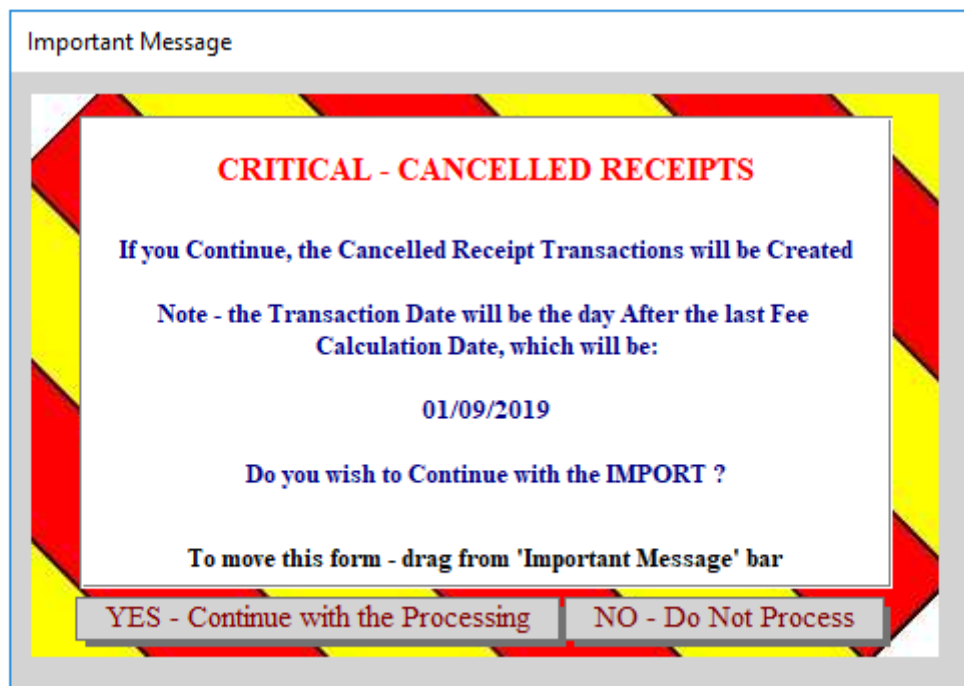 Important Message
CRITICAL - CANCELLED RECEIPTS
If you Continue, the Cancelled Receipt Transactions will be Created
Note - the Transaction Date will be the day After the last Fee
Calculation Date, which will be:
01/09/2019
Do you wish to Continue with the IMPORT ?
To move this form - drag from 'Important Message' bar
YES - Continue with the Processing
NO - Do Not Process